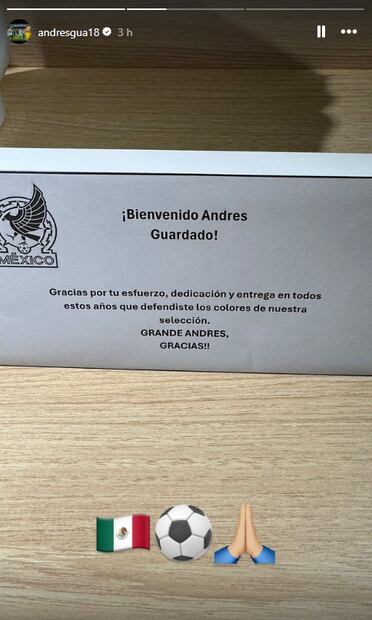 andresgua18 3 h
¡Bienvenido Andres
Guardado!
MÉXICO
Gracias por tu esfuerzo, dedicación y entrega en todos
estos años que defendiste los colores de nuestra
selección.
GRANDE ANDRES,
GRACIAS!!